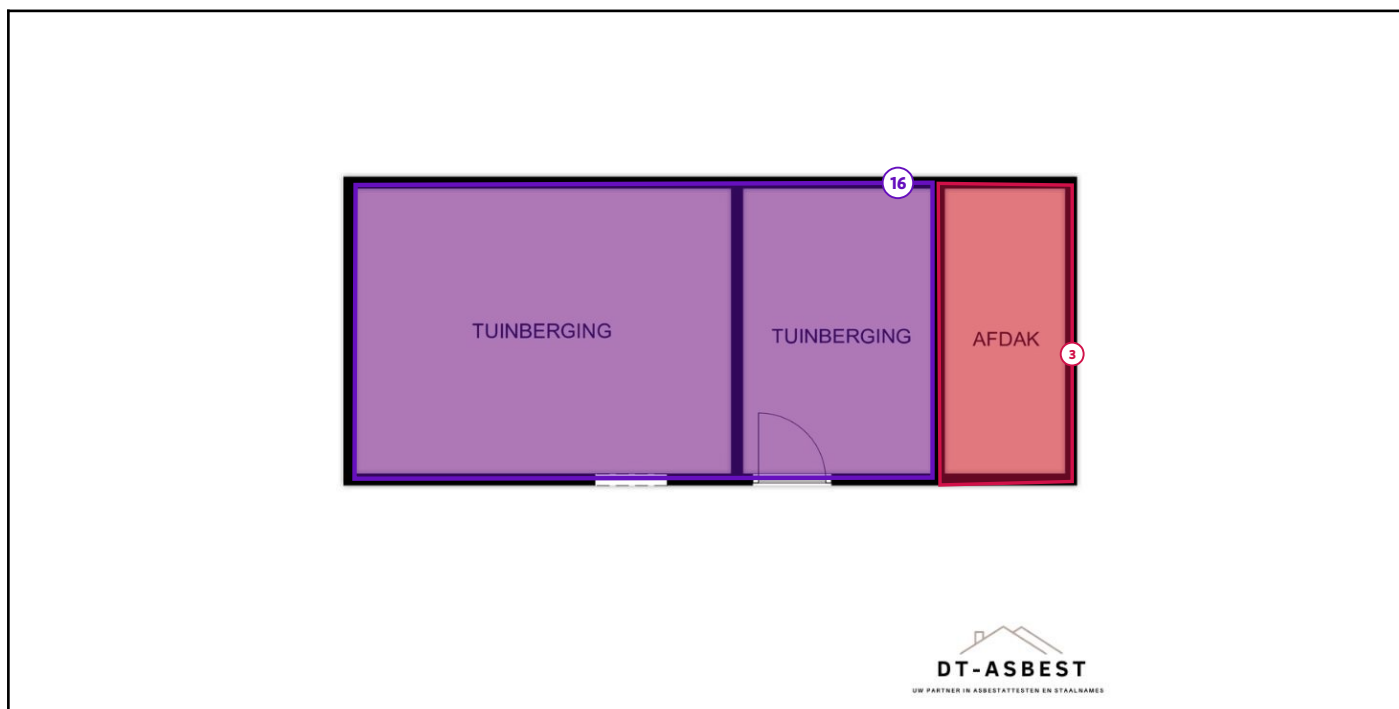 16
TUINBERGING
TUINBERGING
AFDAK
3
DT-ASBEST
UW PARTNER IN ASBESTATTESTEN EN STAALNAMES